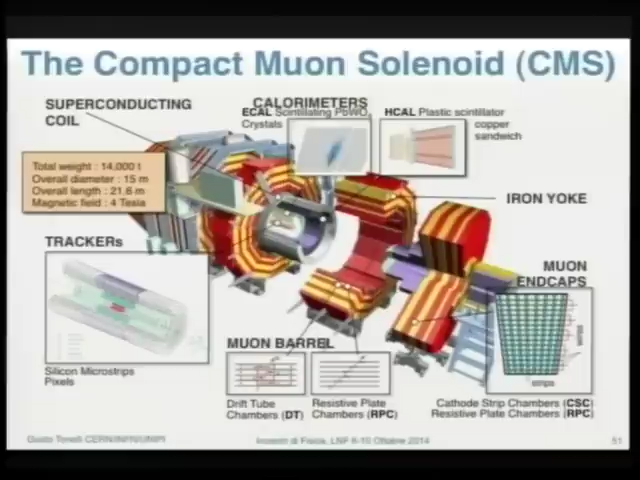 The Compact Muon Solenoid (CMS)
SUPERCONDUCTING
COIL
CALORIMETERS
ECAL Scintillating PbWO4
Crystals
HCAL Plastic scintillator
copper
sandwich
Total weight : 14,000 t
Overall diameter : 15 m
Overall length : 21.6 m
Magnetic field : 4 Tesla
IRON YOKE
TRACKERs
MUON
ENDCAPS
Silicon Microstrips
Pixels
MUON BARREL
strips
Drift Tube
Chambers (DT)
Resistive Plate
Chambers (RPC)
Cathode Strip Chambers (CSC)
Resistive Plate Chambers (RPC)
Guido Tonelli CERN/INFN/UNIPI
Incontri di Fisica, LNF 8-10 Ottobre 2014
51